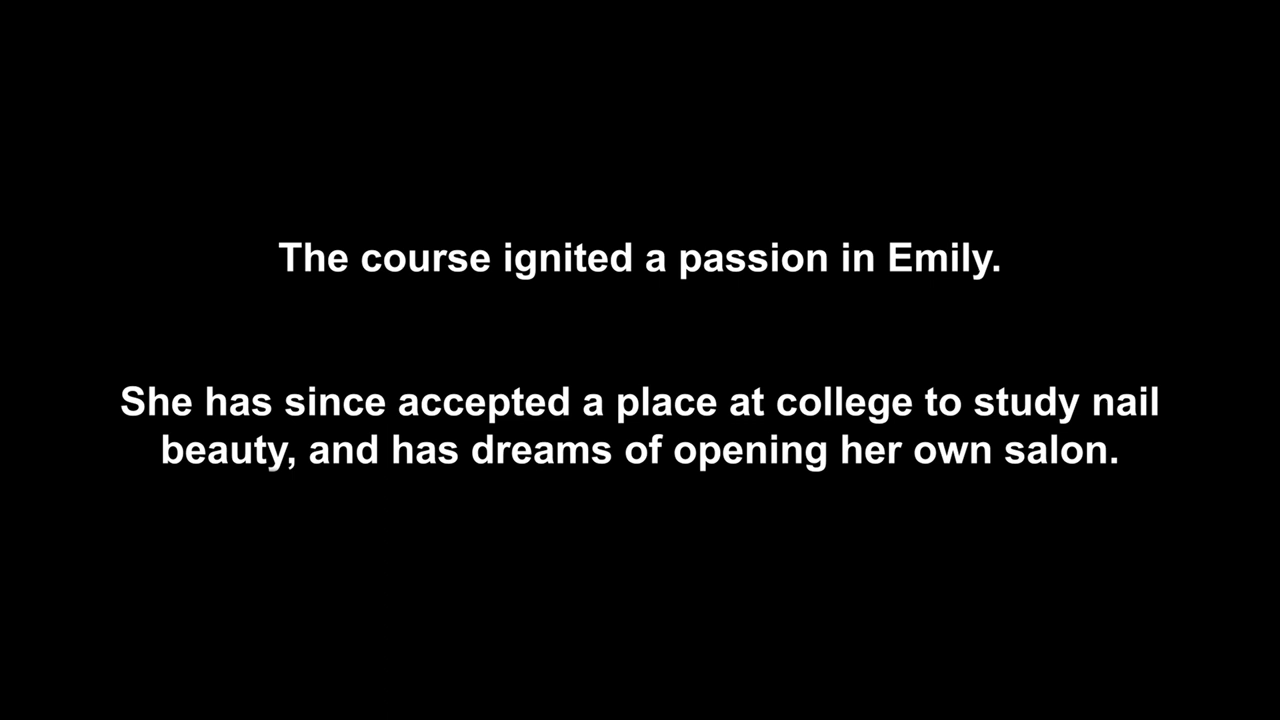 The course ignited a passion in Emily.
She has since accepted a place at college to study nail
beauty, and has dreams of opening her own salon.